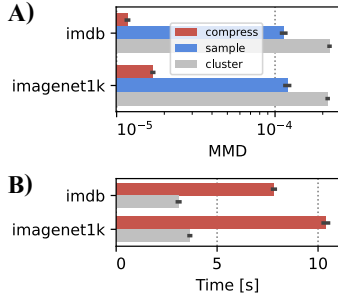 A)
imdb
imagenet1k
compress
sample
cluster
10⁻⁵
10⁻⁴
MMD
B)
imdb
imagenet1k
0
5
10
Time [s]